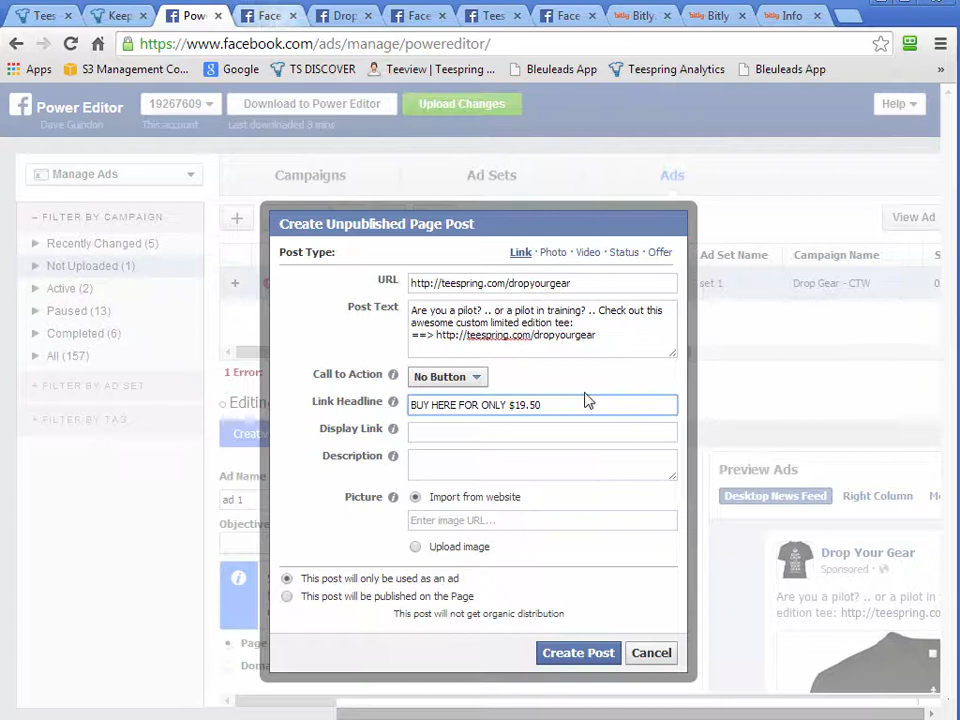 Tees
Keep
Pow
Face
Drop
Face
Tees
Face
Bitly.
Bitly
Info
https://www.facebook.com/ads/manage/powereditor/
Apps
S3 Management Co...
Google
TS DISCOVER
Teeview | Teespring ...
Bleuleads App
Teespring Analytics
Bleuleads App
»
Power Editor
Dave Guindon
19267609
This account
Download to Power Editor
Last downloaded 3 mins
Upload Changes
Help
Manage Ads
Campaigns
Ad Sets
Ads
FILTER BY CAMPAIGN
Recently Changed (5)
Not Uploaded (1)
Active (2)
Paused (13)
Completed (6)
All (157)
FILTER BY AD SET
FILTER BY TAG
View Ad
Ad Set Name
Campaign Name
S
set 1
Drop Gear - CTW
0
1 Error:
Editin
Creat
Ad Name
ad 1
Objective
Page
Doma
Create Unpublished Page Post
Post Type:
Link · Photo · Video · Status · Offer
URL
http://teespring.com/dropyourgear
Post Text
Are you a pilot? .. or a pilot in training? .. Check out this
awesome custom limited edition tee:
==> http://teespring.com/dropyourgear
Call to Action
No Button
Link Headline
BUY HERE FOR ONLY $19.50
Display Link
Description
Picture
Import from website
Enter image URL...
Upload image
This post will only be used as an ad
This post will be published on the Page
This post will not get organic distribution
Create Post
Cancel
Preview Ads
Desktop News Feed
Right Column
Mo
Drop Your Gear
Sponsored ·
Are you a pilot? .. or a pilot in
edition tee: http://teespring.co